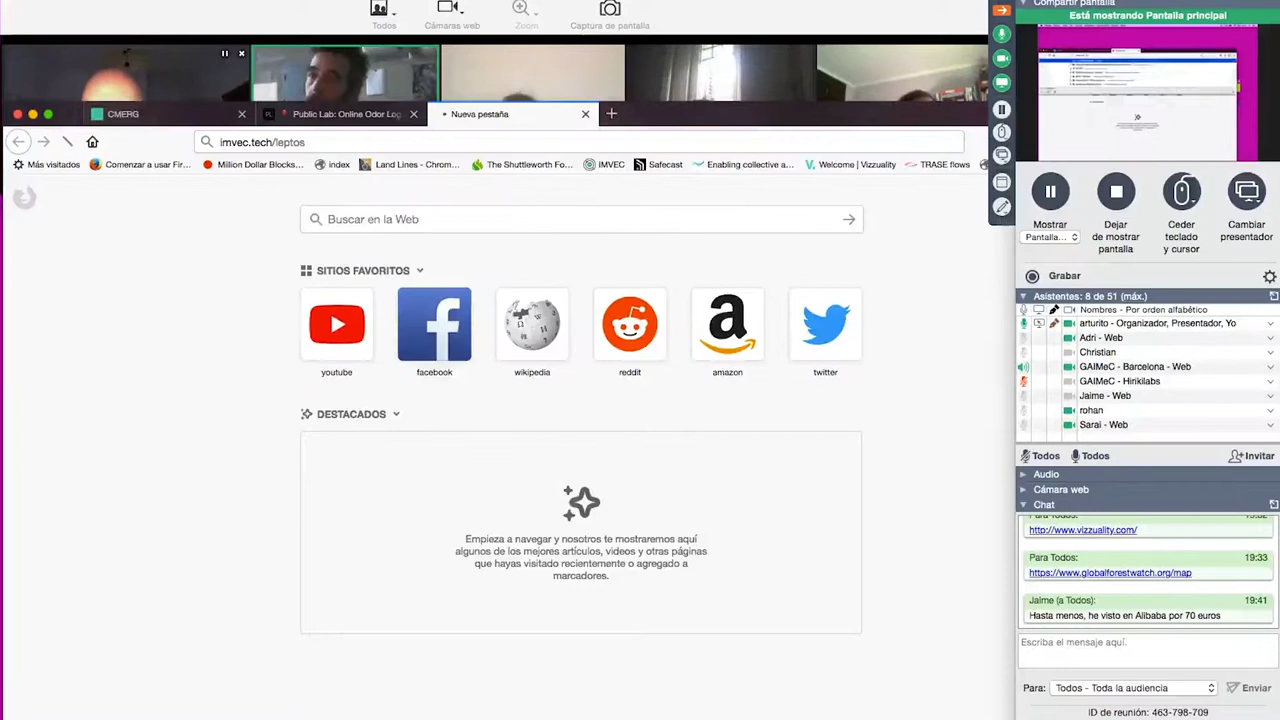 Compartir pantalla
Está mostrando Pantalla principal
Todos
Cámaras web
Zoom
Captura de pantalla
CMERG
Public Lab: Online Odor Log
Nueva pestaña
imvec.tech/leptos
Más visitados
Comenzar a usar Fir...
Million Dollar Blocks...
index
Land Lines - Chrom...
The Shuttleworth Fo...
IMVEC
Safecast
Enabling collective a...
Welcome | Vizzuality
TRASE flows
Buscar en la Web
SITIOS FAVORITOS
youtube
facebook
wikipedia
reddit
amazon
twitter
DESTACADOS
Empieza a navegar y nosotros te mostraremos aquí
algunos de los mejores artículos, videos y otras páginas
que hayas visitado recientemente o agregado a
marcadores.
Mostrar
Pantalla...
Dejar
de mostrar
pantalla
Ceder
teclado
y cursor
Cambiar
presentador
Grabar
Asistentes: 8 de 51 (máx.)
Nombres - Por orden alfabético
arturito - Organizador, Presentador, Yo
Adri - Web
Christian
GAIMeC - Barcelona - Web
GAIMeC - Hirikilabs
Jaime - Web
rohan
Sarai - Web
Todos
Todos
Invitar
Audio
Cámara web
Chat
http://www.vizzuality.com/
Para Todos: 19:33
https://www.globalforestwatch.org/map
Jaime (a Todos): 19:41
Hasta menos, he visto en Alibaba por 70 euros
Escriba el mensaje aquí.
Para: Todos - Toda la audiencia
Enviar
ID de reunión: 463-798-709